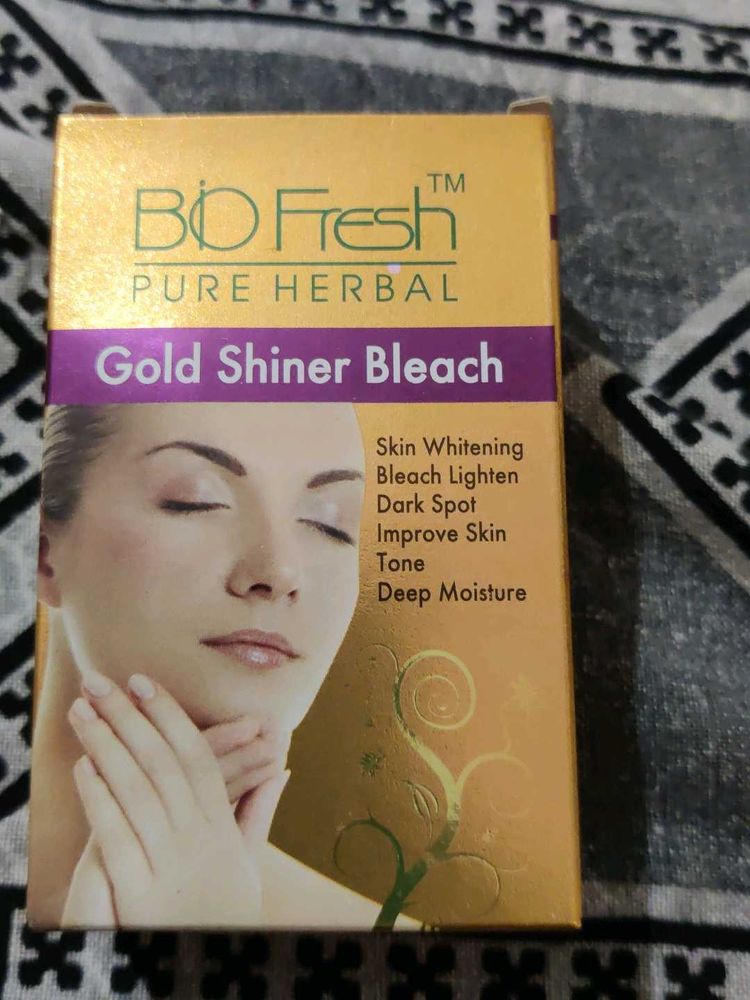 BiO Fresh™
PURE HERBAL
Gold Shiner Bleach
Skin Whitening
Bleach Lighten
Dark Spot
Improve Skin
Tone
Deep Moisture